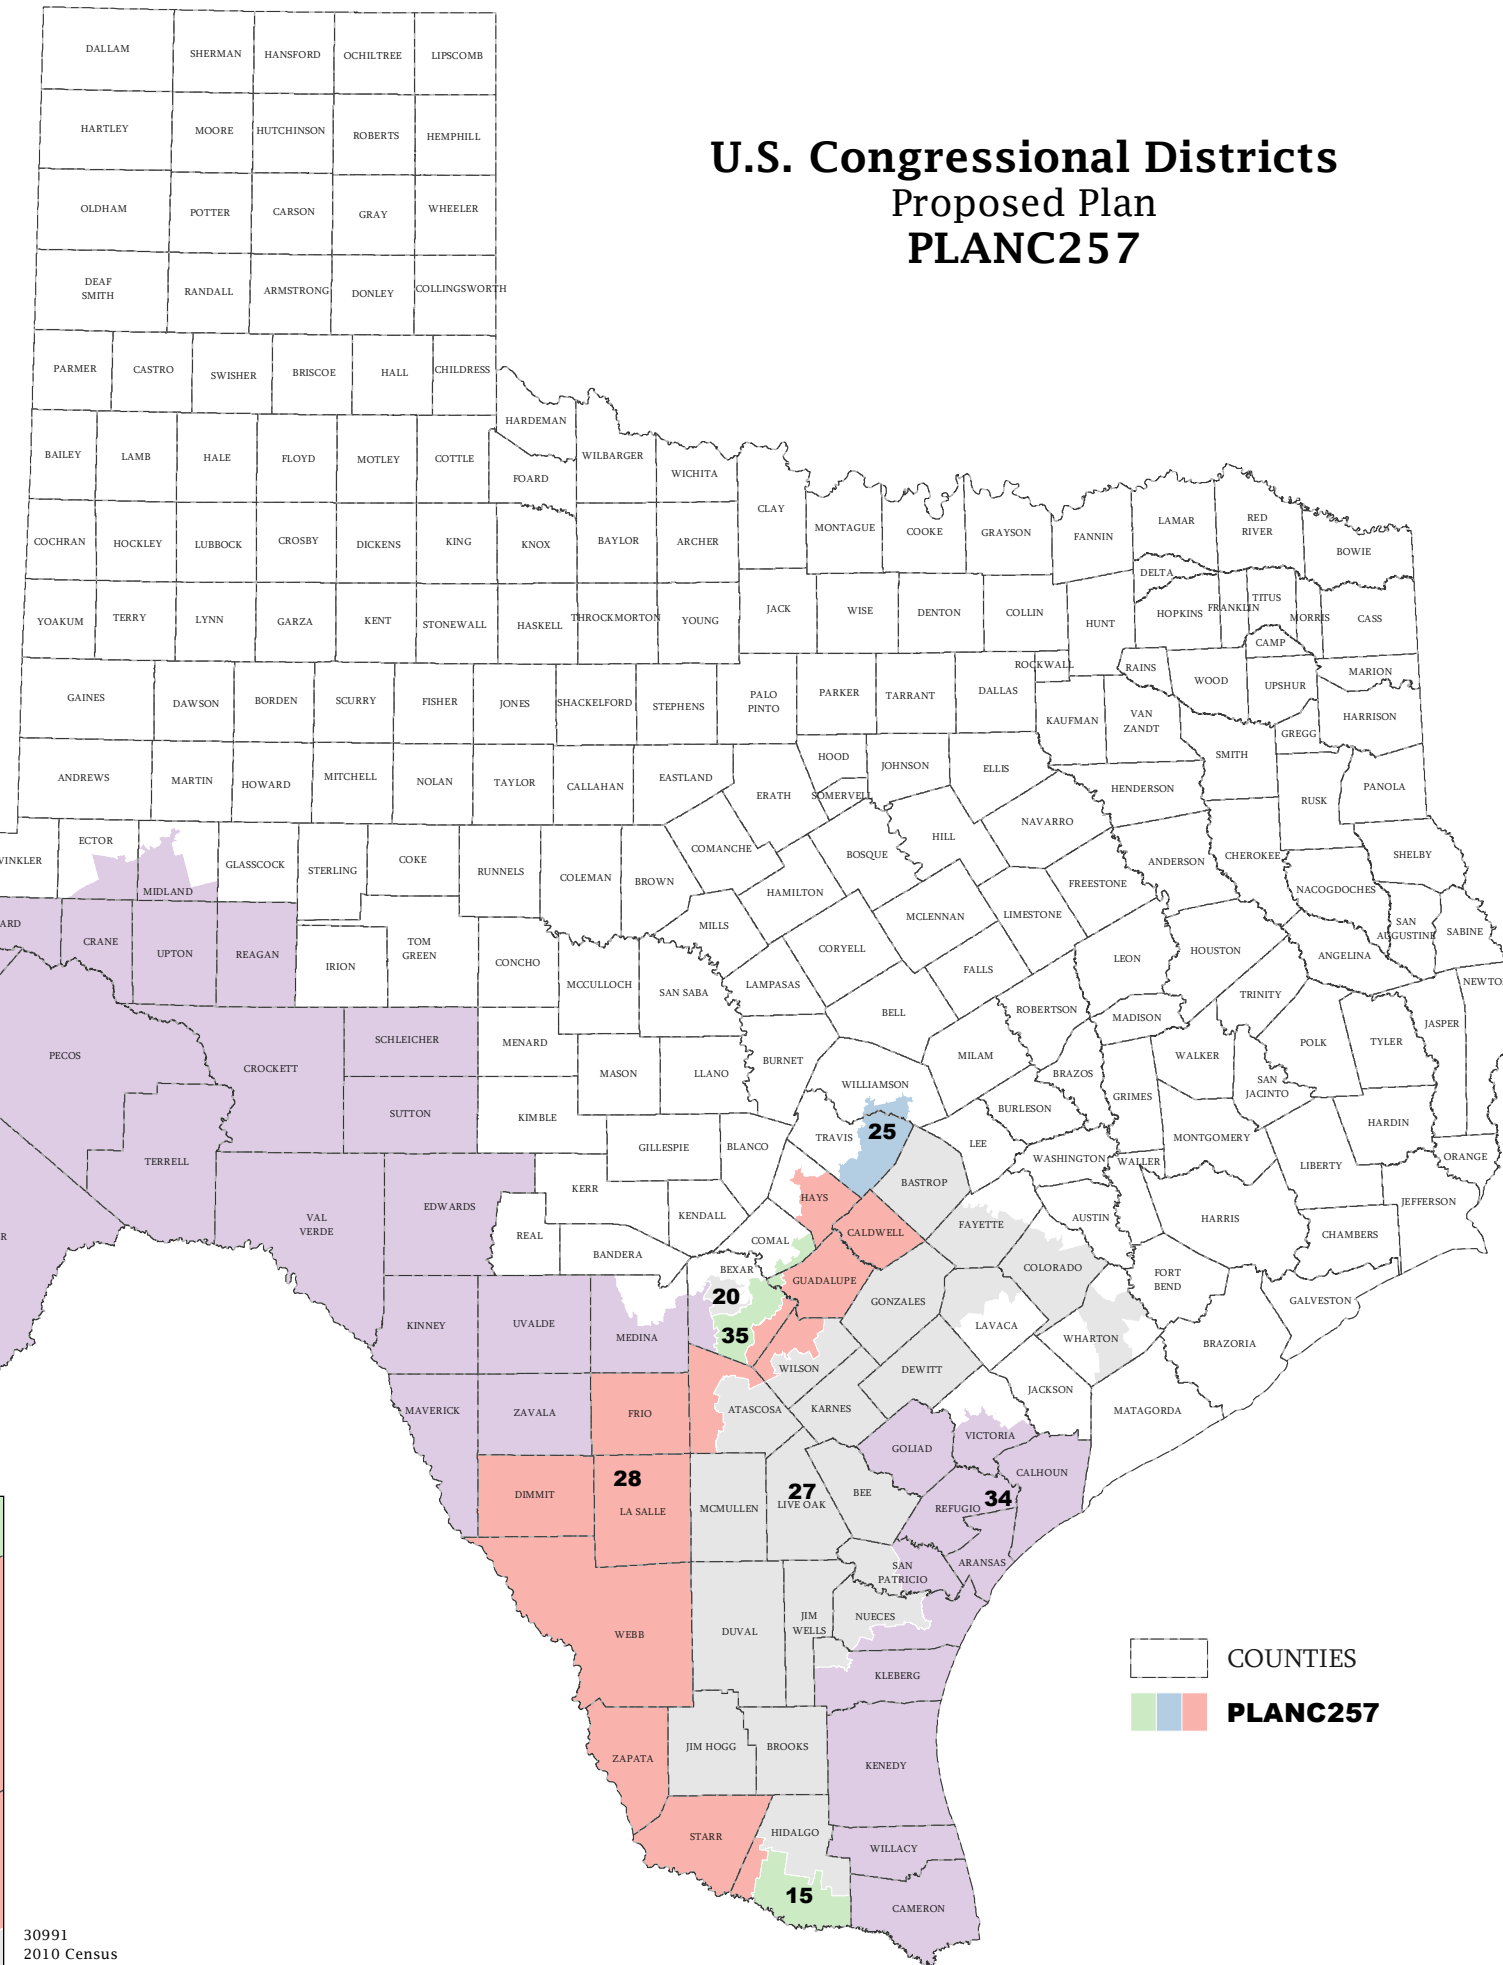 U.S. Congressional Districts
Proposed Plan
PLANC257
DALLAM
SHERMAN
HANSFORD
OCHILTREE
LIPSCOMB
HARTLEY
MOORE
HUTCHINSON
ROBERTS
HEMPHILL
OLDHAM
POTTER
CARSON
GRAY
WHEELER
DEAF
SMITH
RANDALL
ARMSTRONG
DONLEY
COLLINGSWORTH
PARMER
CASTRO
SWISHER
BRISCOE
HALL
CHILDRESS
HARDEMAN
BAILEY
LAMB
HALE
FLOYD
MOTLEY
COTTLE
FOARD
WILBARGER
WICHITA
CLAY
MONTAGUE
COOKE
GRAYSON
FANNIN
LAMAR
RED
RIVER
BOWIE
COCHRAN
HOCKLEY
LUBBOCK
CROSBY
DICKENS
KING
KNOX
BAYLOR
ARCHER
DELTA
YOAKUM
TERRY
LYNN
GARZA
KENT
STONEWALL
HASKELL
THROCKMORTON
YOUNG
JACK
WISE
DENTON
COLLIN
HUNT
HOPKINS
FRANKLIN
TITUS
MORRIS
CASS
CAMP
GAINES
DAWSON
BORDEN
SCURRY
FISHER
JONES
SHACKELFORD
STEPHENS
PALO
PINTO
PARKER
TARRANT
DALLAS
ROCKWALL
RAINS
WOOD
UPSHUR
MARION
KAUFMAN
VAN
ZANDT
GREGG
HARRISON
ANDREWS
MARTIN
HOWARD
MITCHELL
NOLAN
TAYLOR
CALLAHAN
EASTLAND
ERATH
HOOD
SOMERVELL
JOHNSON
ELLIS
HENDERSON
SMITH
RUSK
PANOLA
INKLER
ECTOR
MIDLAND
GLASSCOCK
STERLING
COKE
RUNNELS
COLEMAN
BROWN
COMANCHE
HAMILTON
BOSQUE
HILL
NAVARRO
FREESTONE
ANDERSON
CHEROKEE
NACOGDOCHES
SHELBY
ARD
CRANE
UPTON
REAGAN
IRION
TOM
GREEN
CONCHO
MCCULLOCH
SAN SABA
MILLS
LAMPASAS
CORYELL
MCLENNAN
LIMESTONE
FALLS
LEON
HOUSTON
ANGELINA
SAN
AUGUSTINE
SABINE
NEWTO
PECOS
CROCKETT
SCHLEICHER
MENARD
MASON
LLANO
BURNET
BELL
MILAM
ROBERTSON
MADISON
TRINITY
POLK
TYLER
JASPER
SUTTON
KIMBLE
WILLIAMSON
BRAZOS
WALKER
SAN
JACINTO
TERRELL
GILLESPIE
BLANCO
TRAVIS
25
BURLESON
LEE
GRIMES
MONTGOMERY
HARDIN
WASHINGTON
WALLER
LIBERTY
ORANGE
R
VAL
VERDE
EDWARDS
REAL
KERR
KENDALL
BANDERA
HAYS
COMAL
CALDWELL
BASTROP
FAYETTE
AUSTIN
HARRIS
CHAMBERS
JEFFERSON
KINNEY
UVALDE
MEDINA
BEXAR
20
35
GUADALUPE
GONZALES
COLORADO
FORT
BEND
GALVESTON
LAVACA
WHARTON
BRAZORIA
MAVERICK
ZAVALA
FRIO
WILSON
ATASCOSA
KARNES
DEWITT
JACKSON
MATAGORDA
DIMMIT
28
LA SALLE
MCMULLEN
27
LIVE OAK
BEE
GOLIAD
VICTORIA
CALHOUN
REFUGIO
34
SAN
PATRICIO
ARANSAS
WEBB
DUVAL
JIM
WELLS
NUECES
KLEBERG
ZAPATA
JIM HOGG
BROOKS
KENEDY
STARR
HIDALGO
15
WILLACY
CAMERON
COUNTIES
PLANC257
30991
2010 Census